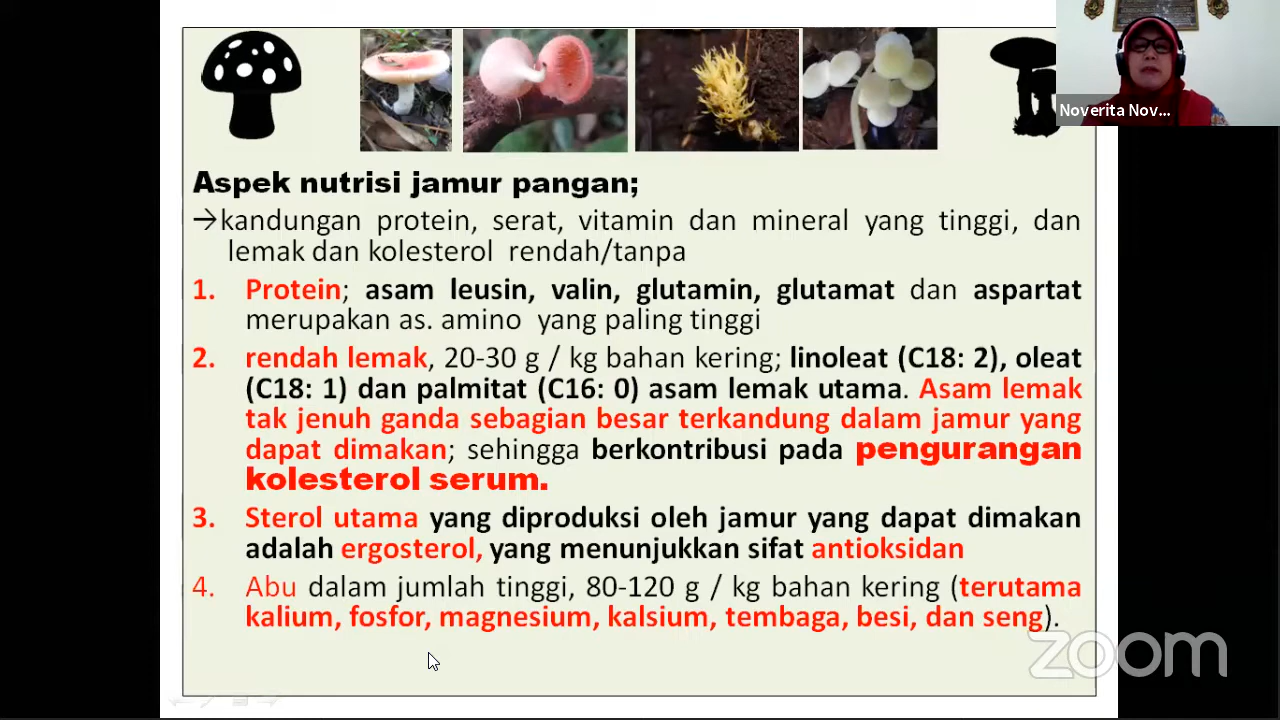 Noverita Nov...
Aspek nutrisi jamur pangan;
→kandungan protein, serat, vitamin dan mineral yang tinggi, dan
lemak dan kolesterol rendah/tanpa
1. Protein; asam leusin, valin, glutamin, glutamat dan aspartat
merupakan as. amino yang paling tinggi
2. rendah lemak, 20-30 g / kg bahan kering; linoleat (C18: 2), oleat
(C18: 1) dan palmitat (C16: 0) asam lemak utama. Asam lemak
tak jenuh ganda sebagian besar terkandung dalam jamur yang
dapat dimakan; sehingga berkontribusi pada pengurangan
kolesterol serum.
3. Sterol utama yang diproduksi oleh jamur yang dapat dimakan
adalah ergosterol, yang menunjukkan sifat antioksidan
4. Abu dalam jumlah tinggi, 80-120 g / kg bahan kering (terutama
kalium, fosfor, magnesium, kalsium, tembaga, besi, dan seng).
zoom